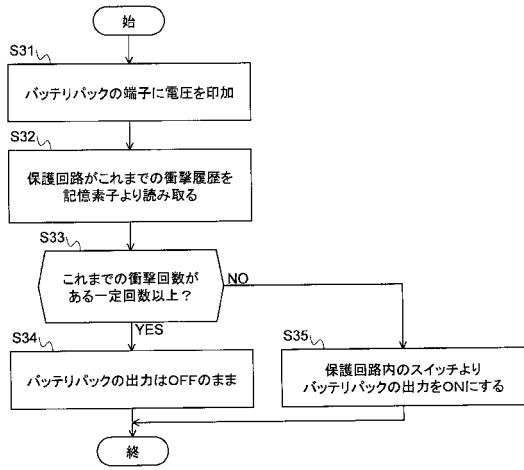 始
S31
バッテリパックの端子に電圧を印加
S32
保護回路がこれまでの衝撃履歴を
記憶素子より読み取る
S33
これまでの衝撃回数が
ある一定回数以上？
NO
YES
S34
バッテリパックの出力はOFFのまま
S35
保護回路内のスイッチより
バッテリパックの出力をONにする
終